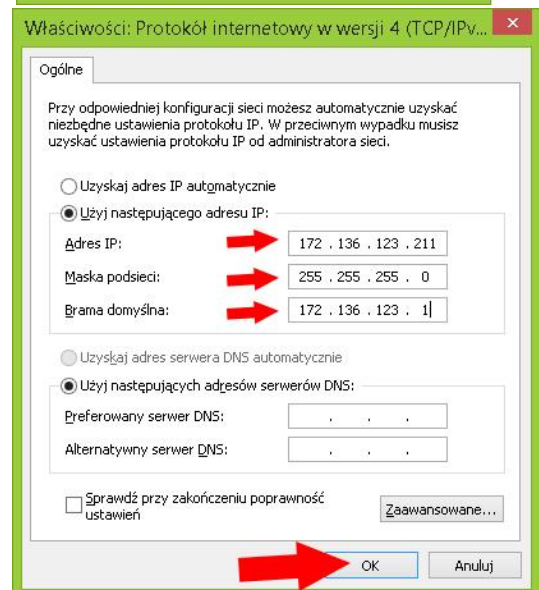 Właściwości: Protokół internetowy w wersji 4 (TCP/IPv...
Ogólne
Przy odpowiedniej konfiguracji sieci możesz automatycznie uzyskać
niezbędne ustawienia protokołu IP. W przeciwnym wypadku musisz
uzyskać ustawienia protokołu IP od administratora sieci.
Uzyskaj adres IP automatycznie
Użyj następującego adresu IP:
Adres IP: 172 . 136 . 123 . 211
Maska podsieci: 255 . 255 . 255 . 0
Brama domyślna: 172 . 136 . 123 . 1
Uzyskaj adres serwera DNS automatycznie
Użyj następujących adresów serwerów DNS:
Preferowany serwer DNS: . . .
Alternatywny serwer DNS: . . .
Sprawdź przy zakończeniu poprawność
ustawień
Zaawansowane...
OK Anuluj